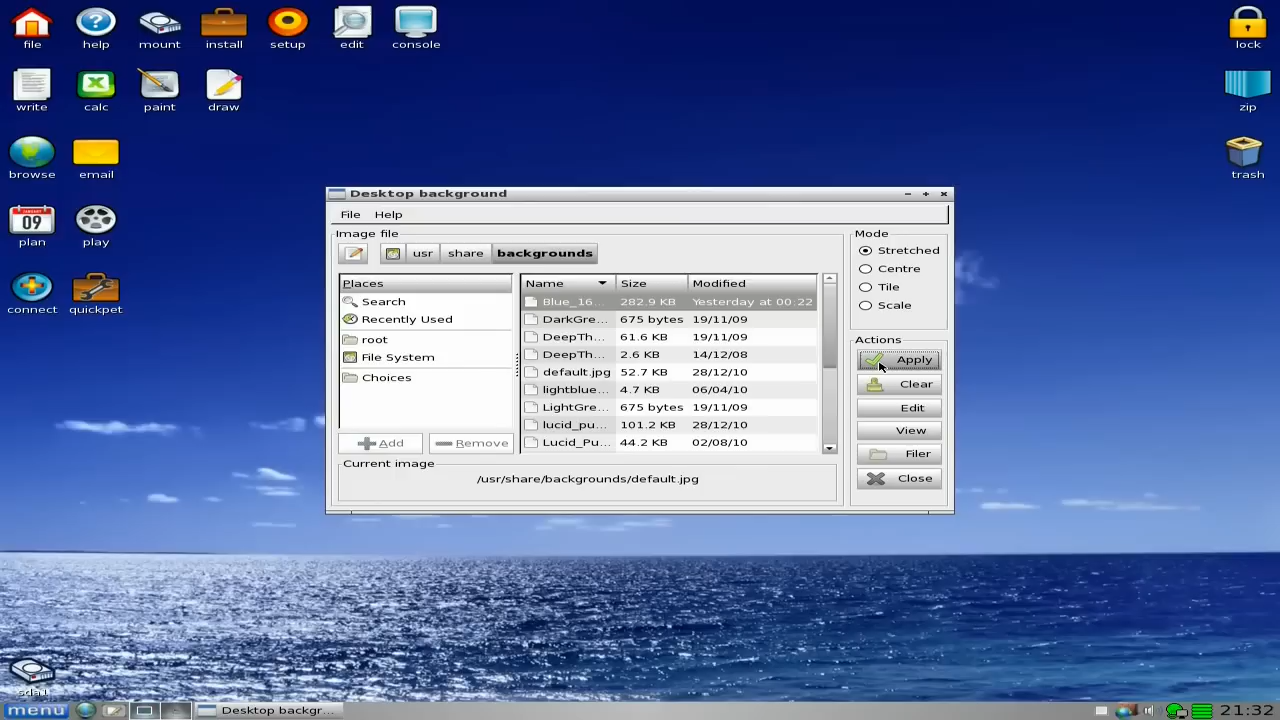 file help mount install setup edit console lock
write calc paint draw zip
browse email trash
JANUARY
09
plan play
connect quickpet
Desktop background
File Help
Image file
usr share backgrounds
Places
Search
Recently Used
root
File System
Choices
Add Remove
Name Size Modified
Blue_16... 282.9 KB Yesterday at 00:22
DarkGre... 675 bytes 19/11/09
DeepTh... 61.6 KB 19/11/09
DeepTh... 2.6 KB 14/12/08
default.jpg 52.7 KB 28/12/10
lightblue... 4.7 KB 06/04/10
LightGre... 675 bytes 19/11/09
lucid_pu... 101.2 KB 28/12/10
Lucid_Pu... 44.2 KB 02/08/10
Current image
/usr/share/backgrounds/default.jpg
Mode
Stretched
Centre
Tile
Scale
Actions
Apply
Clear
Edit
View
Filer
Close
sda1
menu Desktop backgr... 21:32